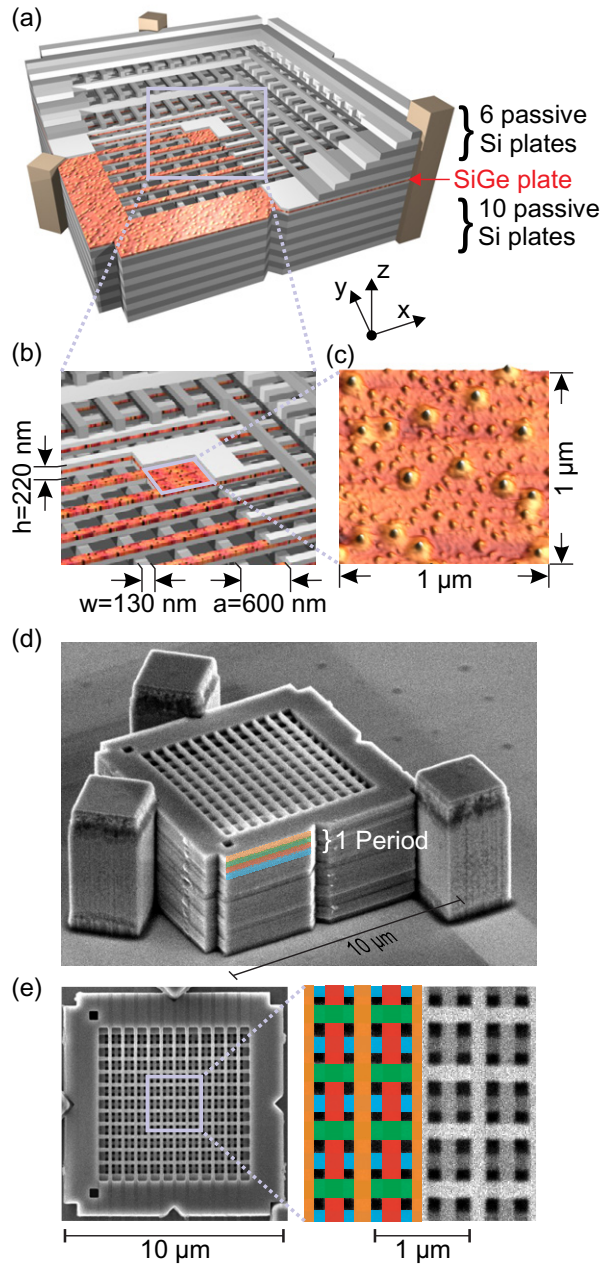 (a)
} 6 passive
Si plates
SiGe plate
} 10 passive
Si plates
z
y
x
(b)
(c)
h=220 nm
w=130 nm
a=600 nm
1 µm
1 µm
(d)
}1 Period
10 µm
(e)
10 µm
1 µm